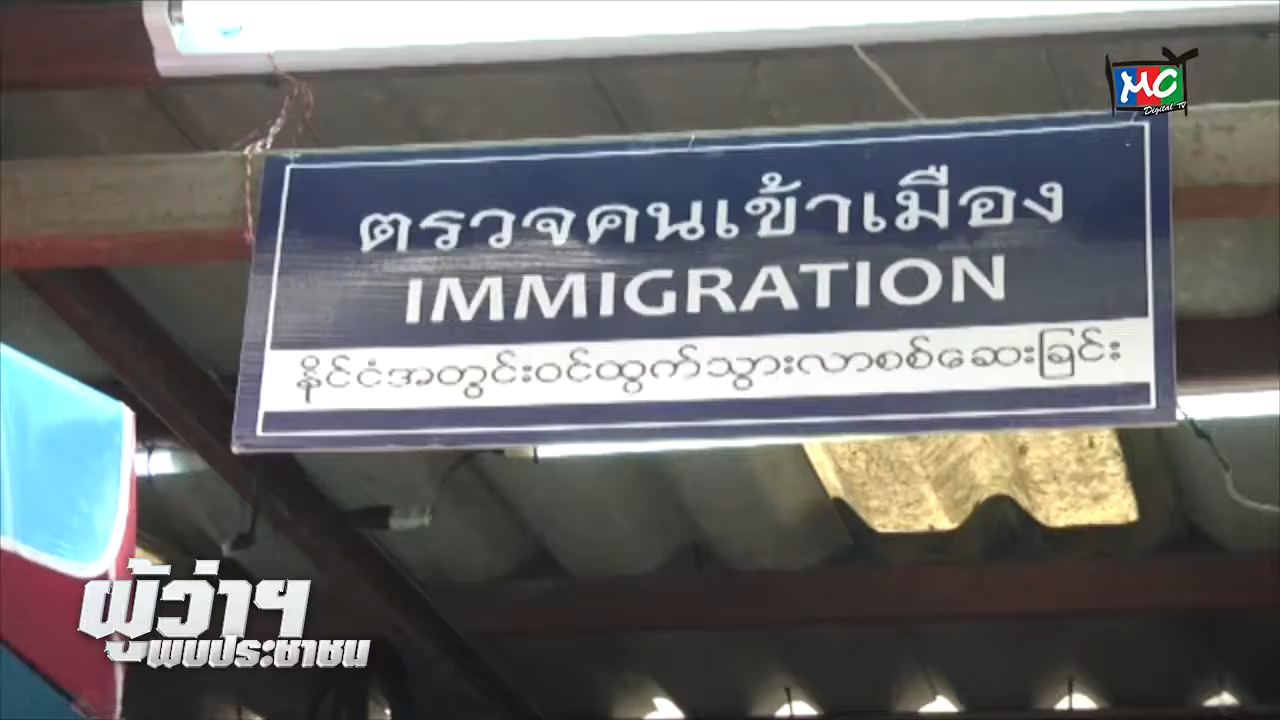 MC
Digital TV
ตรวจคนเข้าเมือง
IMMIGRATION
နိုင်ငံအတွင်းဝင်ထွက်သွားလာစစ်ဆေးခြင်း
ผู้ว่าฯ
พบประชาชน